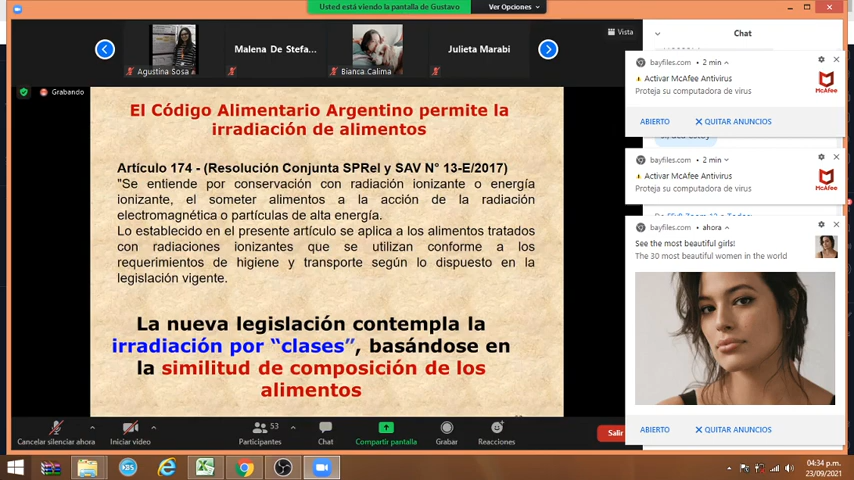 Usted está viendo la pantalla de Gustavo
Ver Opciones
Vista
Agustina Sosa
Malena De Stefa...
Bianca Calima
Julieta Marabi
Grabando
El Código Alimentario Argentino permite la
irradiación de alimentos
Artículo 174 - (Resolución Conjunta SPReI y SAV N° 13-E/2017)
"Se entiende por conservación con radiación ionizante o energía
ionizante, el someter alimentos a la acción de la radiación
electromagnética o partículas de alta energía.
Lo establecido en el presente artículo se aplica a los alimentos tratados
con radiaciones ionizantes que se utilizan conforme a los
requerimientos de higiene y transporte según lo dispuesto en la
legislación vigente.
La nueva legislación contempla la
irradiación por “clases”, basándose en
la similitud de composición de los
alimentos
Chat
bayfiles.com • 2 min
Activar McAfee Antivirus
Proteja su computadora de virus
McAfee
ABIERTO
QUITAR ANUNCIOS
bayfiles.com • 2 min
Activar McAfee Antivirus
Proteja su computadora de virus
McAfee
bayfiles.com • ahora
See the most beautiful girls!
The 30 most beautiful women in the world
ABIERTO
QUITAR ANUNCIOS
Cancelar silenciar ahora
Iniciar video
53
Participantes
Chat
Compartir pantalla
Grabar
Reacciones
Salir
04:34 p.m.
23/09/2021